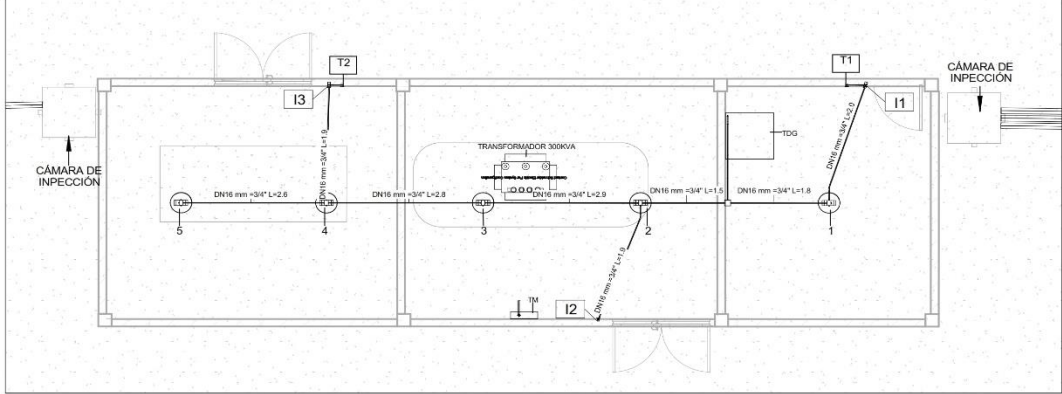 T2
T1
CÁMARA DE
INPECCIÓN
I3
I1
DN16 mm =3/4" L=2.0
TDG
TRANSFORMADOR 300KVA
CÁMARA DE
INPECCIÓN
DN16 mm =3/4" L=1.9
DN16 mm =3/4" L=2.6
DN16 mm =3/4" L=2.8
DN16 mm =3/4" L=2.9
DN16 mm =3/4" L=1.5
DN16 mm =3/4" L=1.8
5
4
3
2
1
DN16 mm =3/4" L=1.9
TM
I2